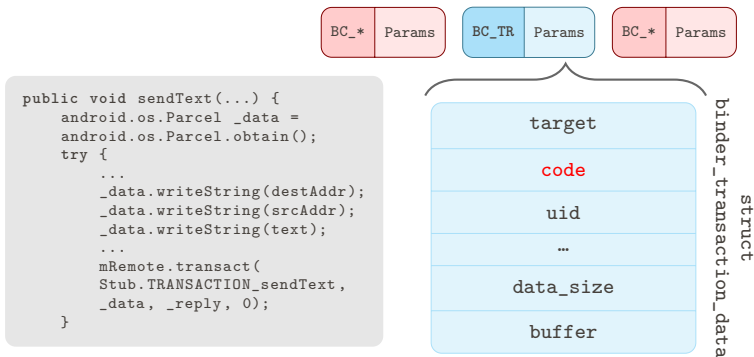 BC_* Params BC_TR Params BC_* Params
public void sendText(...) {
    android.os.Parcel _data =
    android.os.Parcel.obtain();
    try {
        ...
        _data.writeString(destAddr);
        _data.writeString(srcAddr);
        _data.writeString(text);
        ...
        mRemote.transact(
        Stub.TRANSACTION_sendText,
        _data, _reply, 0);
    }
target
code
uid
…
data_size
buffer
struct
binder_transaction_data